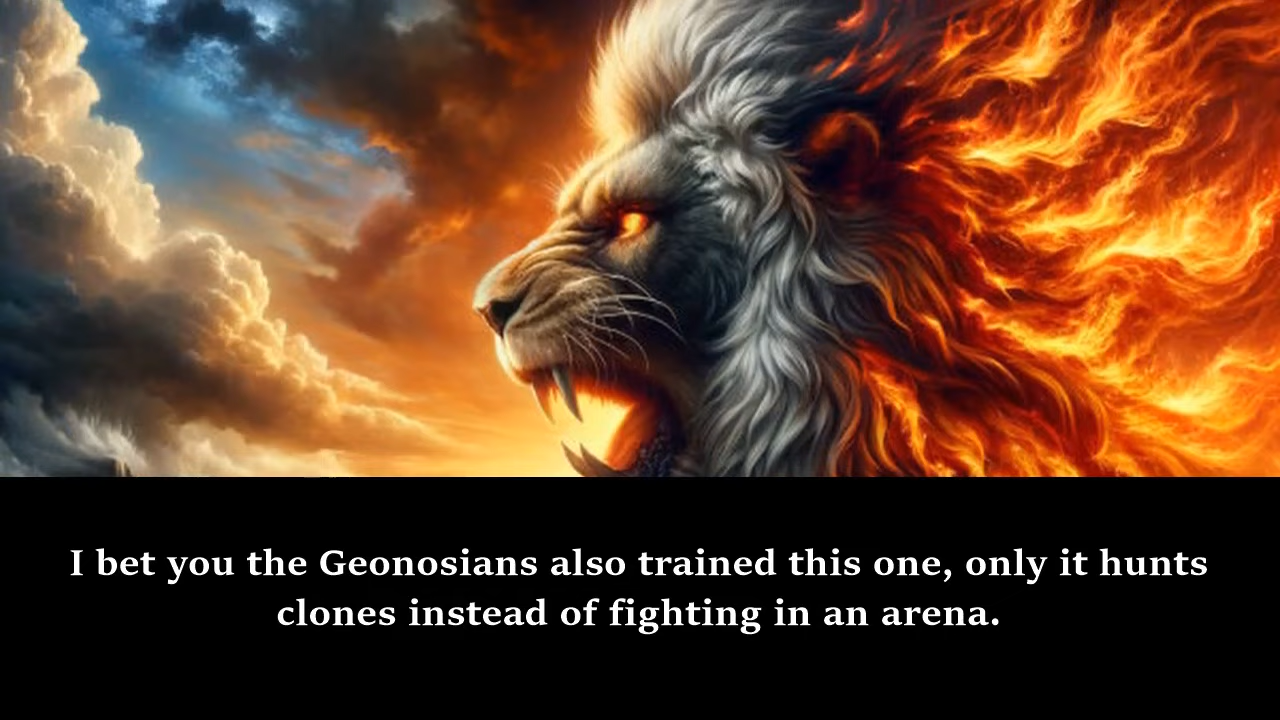 I bet you the Geonosians also trained this one, only it hunts
clones instead of fighting in an arena.